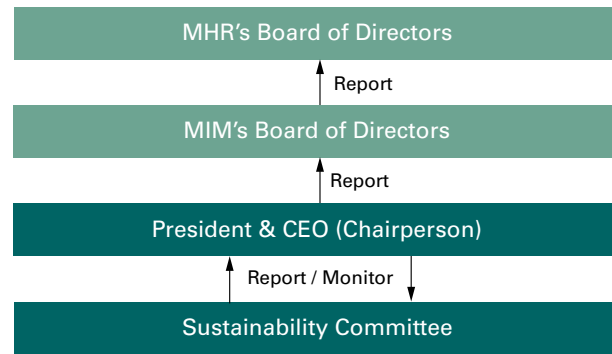 MHR’s Board of Directors
Report
MIM’s Board of Directors
Report
President & CEO (Chairperson)
Report / Monitor
Sustainability Committee